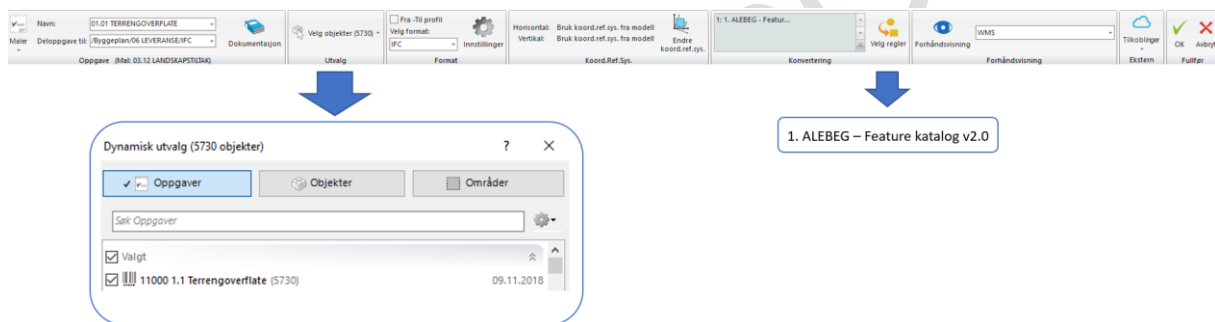 Navn: 01.01 TERRENGOVERFLATE
Maler Deloppgave til: /Byggeplan/06 LEVERANSE/IFC Dokumentasjon
Oppgave (Mal: 03.12 LANDSKAPSTILTAK)
Velg objekter (5730)
Utvalg
Fra -Til profil
Velg format:
IFC Innstillinger
Format
Horisontal: Bruk koord.ref.sys. fra modell
Vertikal: Bruk koord.ref.sys. fra modell
Endre koord.ref.sys.
Koord.Ref.Sys.
1: 1. ALEBEG - Featur...
Velg regler
Konvertering
Forhåndsvisning WMS
Forhåndsvisning
Tilkoblinger
Ekstern
OK Avbryt
Fullfør
Dynamisk utvalg (5730 objekter) ? ×
Oppgaver Objekter Områder
Søk Oppgaver
Valgt
11000 1.1 Terrengoverflate (5730) 09.11.2018
1. ALEBEG – Feature katalog v2.0